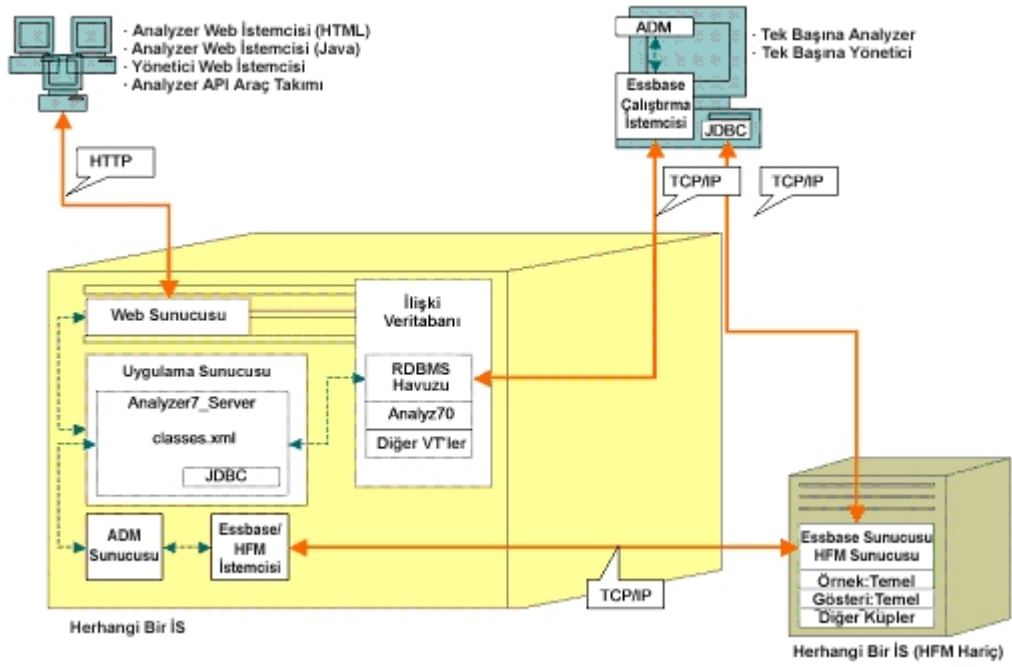 · Analyzer Web İstemcisi (HTML)
· Analyzer Web İstemcisi (Java)
· Yönetici Web İstemcisi
· Analyzer API Araç Takımı
ADM
Essbase
Çalıştırma
İstemcisi
JDBC
· Tek Başına Analyzer
· Tek Başına Yönetici
HTTP
TCP/IP
TCP/IP
Web Sunucusu
İlişki
Veritabanı
RDBMS
Havuzu
Analyz70
Diğer VT'ler
Uygulama Sunucusu
Analyzer7_Server
classes.xml
JDBC
ADM
Sunucusu
Essbase/
HFM
İstemcisi
TCP/IP
Essbase Sunucusu
HFM Sunucusu
Örnek:Temel
Gösteri:Temel
Diğer Küpler
Herhangi Bir İS
Herhangi Bir İS (HFM Hariç)